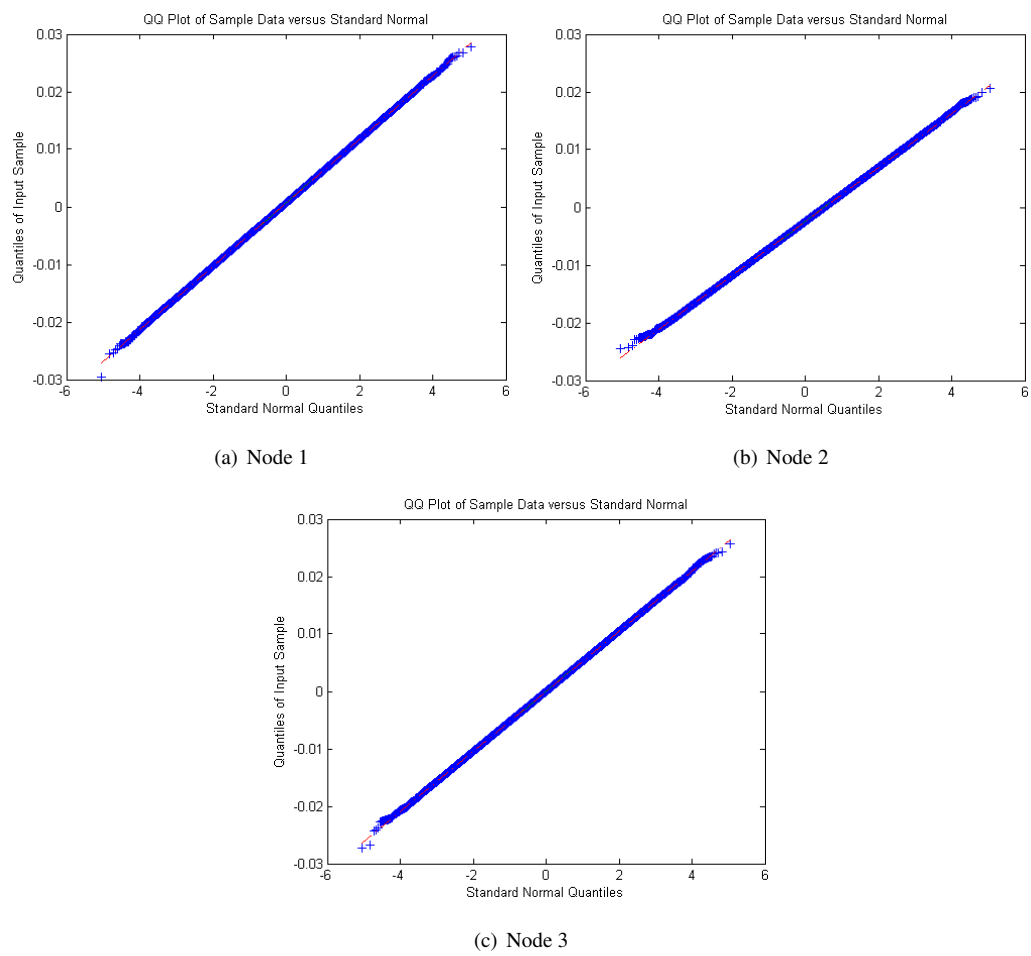 QQ Plot of Sample Data versus Standard Normal
0.03
0.02
0.01
0
-0.01
-0.02
-0.03
Quantiles of Input Sample
-6 -4 -2 0 2 4 6
Standard Normal Quantiles
(a) Node 1
QQ Plot of Sample Data versus Standard Normal
0.03
0.02
0.01
0
-0.01
-0.02
-0.03
Quantiles of Input Sample
-6 -4 -2 0 2 4 6
Standard Normal Quantiles
(b) Node 2
QQ Plot of Sample Data versus Standard Normal
0.03
0.02
0.01
0
-0.01
-0.02
-0.03
Quantiles of Input Sample
-6 -4 -2 0 2 4 6
Standard Normal Quantiles
(c) Node 3